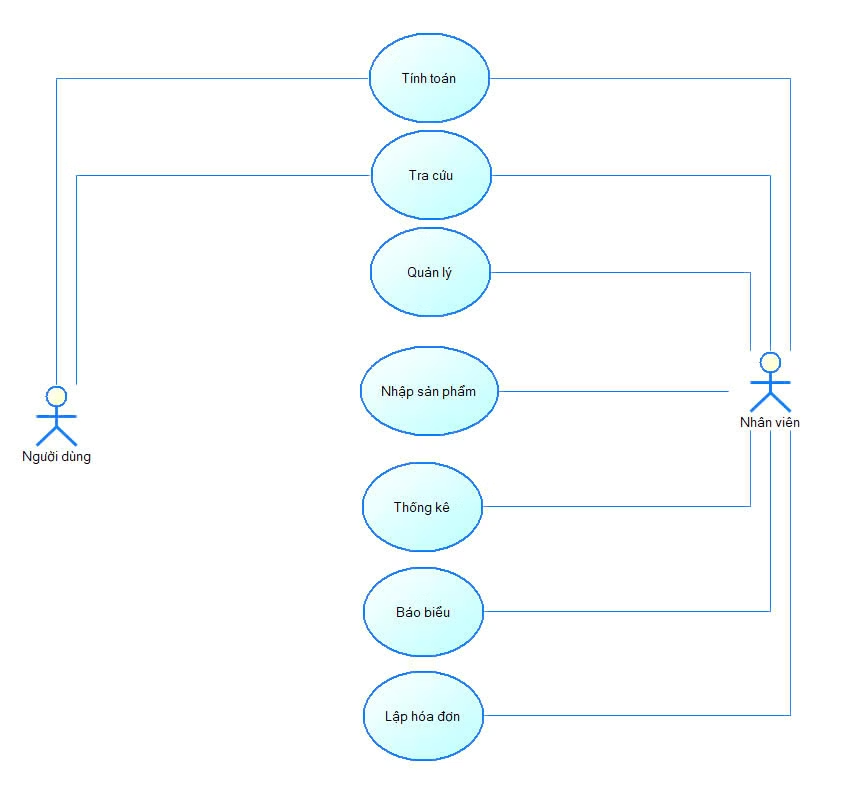 Tính toán
Tra cứu
Quản lý
Nhập sản phẩm
Nhân viên
Người dùng
Thống kê
Báo biểu
Lập hóa đơn